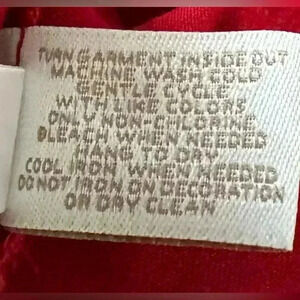 TURN GARMENT INSIDE OUT
MACHINE WASH COLD
GENTLE CYCLE
WITH LIKE COLORS
ONLY NON-CHLORINE
BLEACH WHEN NEEDED
HANG TO DRY
COOL IRON WHEN NEEDED
DO NOT IRON ON DECORATION
OR DRY CLEAN